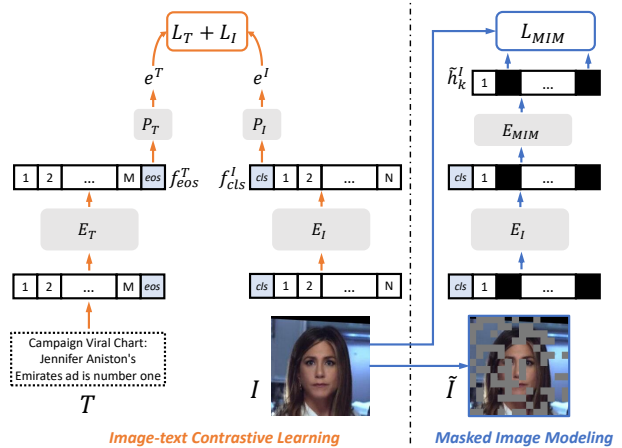 L_T + L_I
L_MIM
e^T
e^I
h̃_k^I
1
...
P_T
P_I
E_MIM
1 2 ... M eos
f_eos^T
f_cls^I
cls 1 2 ... N
cls 1 ...
E_T
E_I
E_I
1 2 ... M eos
cls 1 2 ... N
cls 1 ...
Campaign Viral Chart:
Jennifer Aniston's
Emirates ad is number one
T
I
Ĩ
Image-text Contrastive Learning
Masked Image Modeling